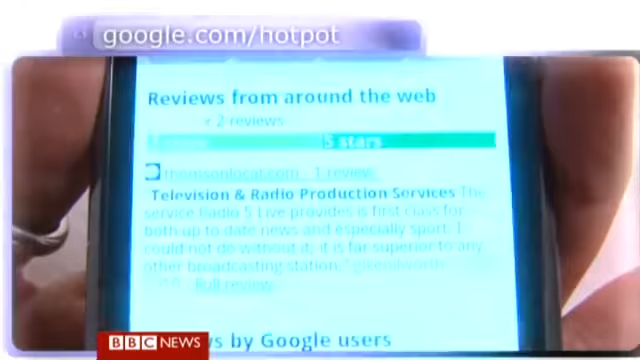 google.com/hotpot
Reviews from around the web
2 reviews
5 stars
thomsonlocal.com 1 review
Television & Radio Production Services The
service Radio 5 Live provides is first class for
both up to date news and especially sport. I
could not do without it; it is far superior to any
other broadcasting station."
Full review
BBC NEWS
ws by Google users